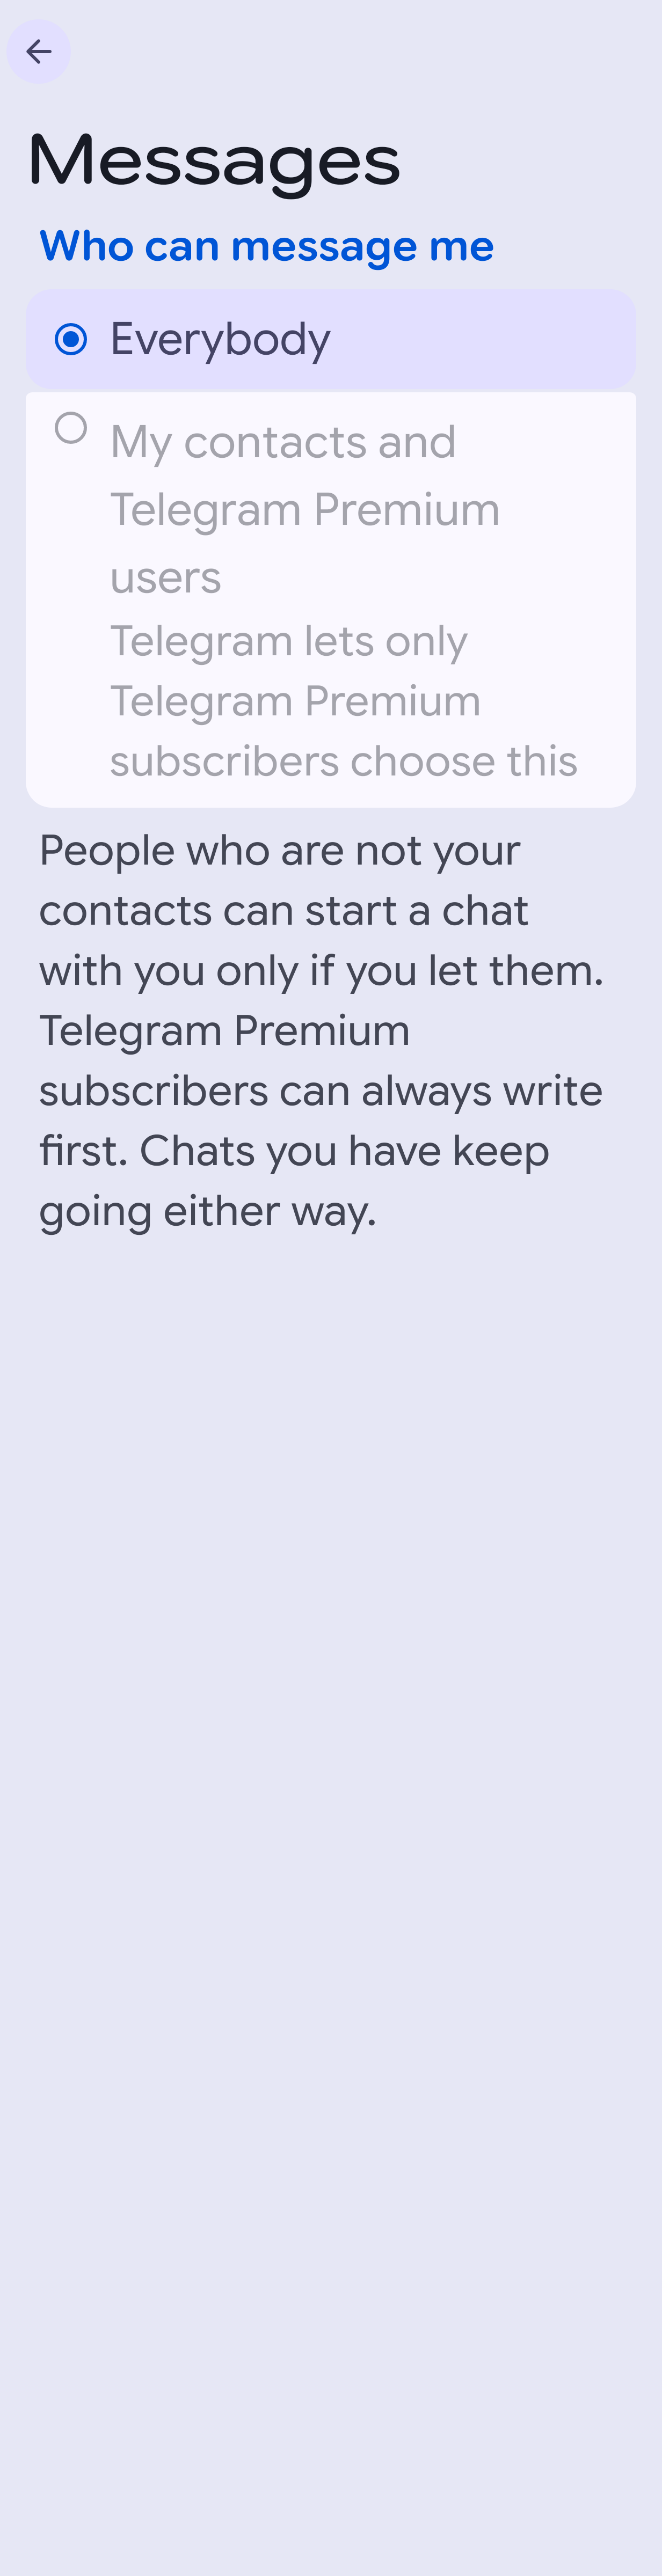 Messages
Who can message me
Everybody
My contacts and
Telegram Premium
users
Telegram lets only
Telegram Premium
subscribers choose this
People who are not your
contacts can start a chat
with you only if you let them.
Telegram Premium
subscribers can always write
first. Chats you have keep
going either way.